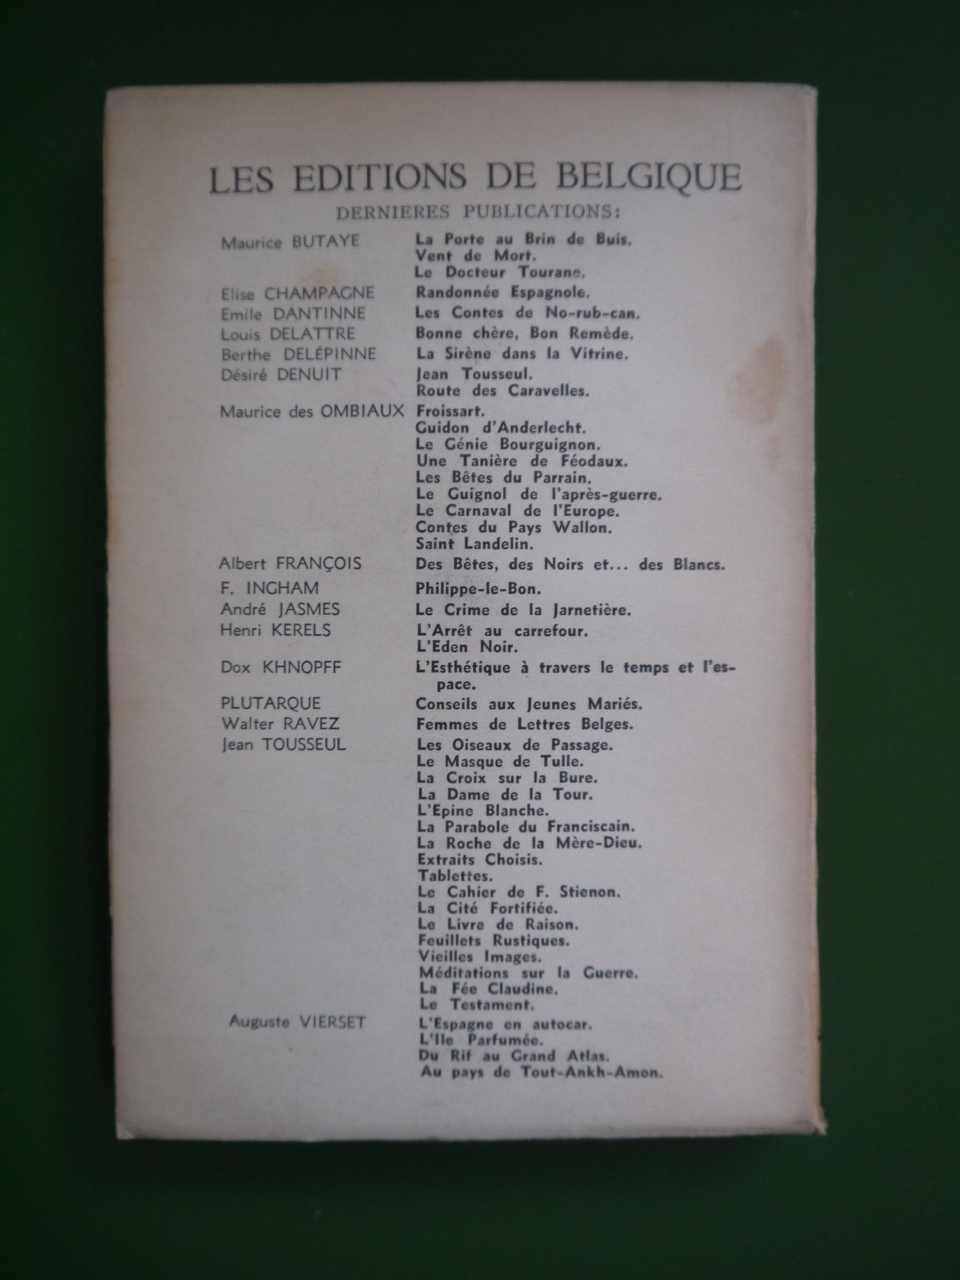 LES EDITIONS DE BELGIQUE
DERNIERES PUBLICATIONS:
Maurice BUTAYE La Porte au Brin de Buis.
Vent de Mort.
Le Docteur Tourane.
Elise CHAMPAGNE Randonnée Espagnole.
Emile DANTINNE Les Contes de No-rub-can.
Louis DELATTRE Bonne chère, Bon Remède.
Berthe DELÉPINNE La Sirène dans la Vitrine.
Désiré DENUIT Jean Tousseul.
Route des Caravelles.
Maurice des OMBIAUX Froissart.
Guidon d'Anderlecht.
Le Génie Bourguignon.
Une Tanière de Féodaux.
Les Bêtes du Parrain.
Le Guignol de l'après-guerre.
Le Carnaval de l'Europe.
Contes du Pays Wallon.
Saint Landelin.
Albert FRANÇOIS Des Bêtes, des Noirs et... des Blancs.
F. INGHAM Philippe-le-Bon.
André JASMES Le Crime de la Jarnetière.
Henri KERELS L'Arrêt au carrefour.
L'Eden Noir.
Dox KHNOPFF L'Esthétique à travers le temps et l'es-
pace.
PLUTARQUE Conseils aux Jeunes Mariés.
Walter RAVEZ Femmes de Lettres Belges.
Jean TOUSSEUL Les Oiseaux de Passage.
Le Masque de Tulle.
La Croix sur la Bure.
La Dame de la Tour.
L'Epine Blanche.
La Parabole du Franciscain.
La Roche de la Mère-Dieu.
Extraits Choisis.
Tablettes.
Le Cahier de F. Stienon.
La Cité Fortifiée.
Le Livre de Raison.
Feuillets Rustiques.
Vieilles Images.
Méditations sur la Guerre.
La Fée Claudine.
Le Testament.
Auguste VIERSET L'Espagne en autocar.
L'Ile Parfumée.
Du Rif au Grand Atlas.
Au pays de Tout-Ankh-Amon.